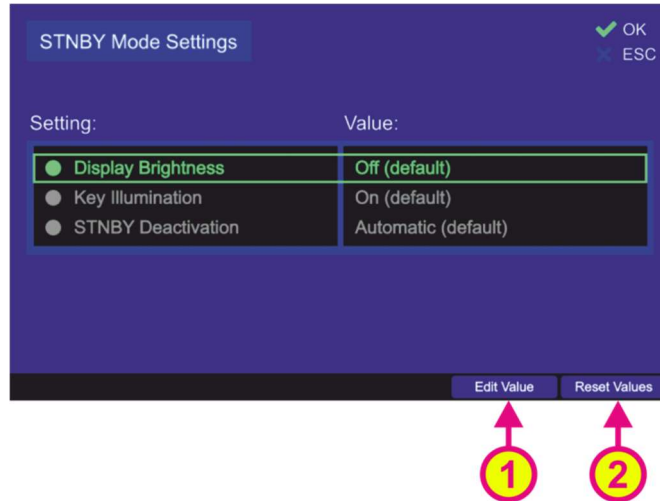 STNBY Mode Settings
OK
ESC
Setting: Value:
Display Brightness Off (default)
Key Illumination On (default)
STNBY Deactivation Automatic (default)
Edit Value Reset Values
1 2